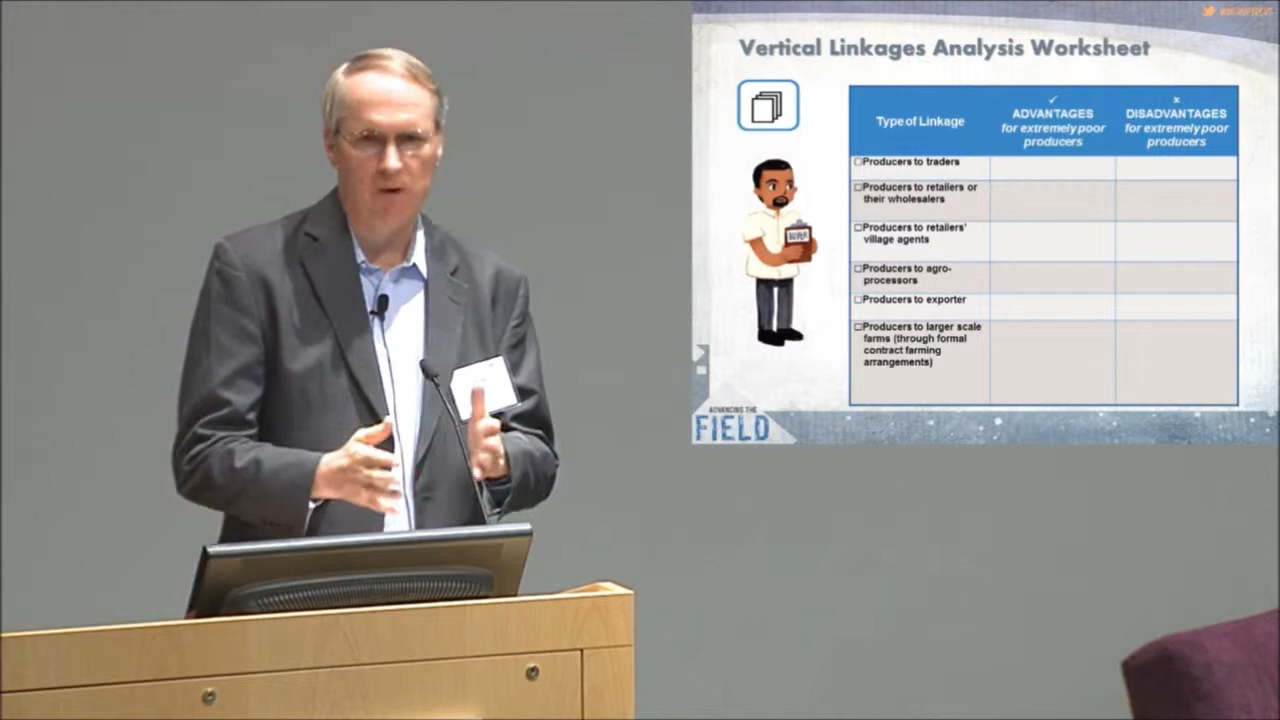 Vertical Linkages Analysis Worksheet
Type of Linkage
✓
ADVANTAGES
for extremely poor
producers
x
DISADVANTAGES
for extremely poor
producers
□Producers to traders
□Producers to retailers or
their wholesalers
□Producers to retailers'
village agents
□Producers to agro-
processors
□Producers to exporter
□Producers to larger scale
farms (through formal
contract farming
arrangements)
ADVANCING THE
FIELD